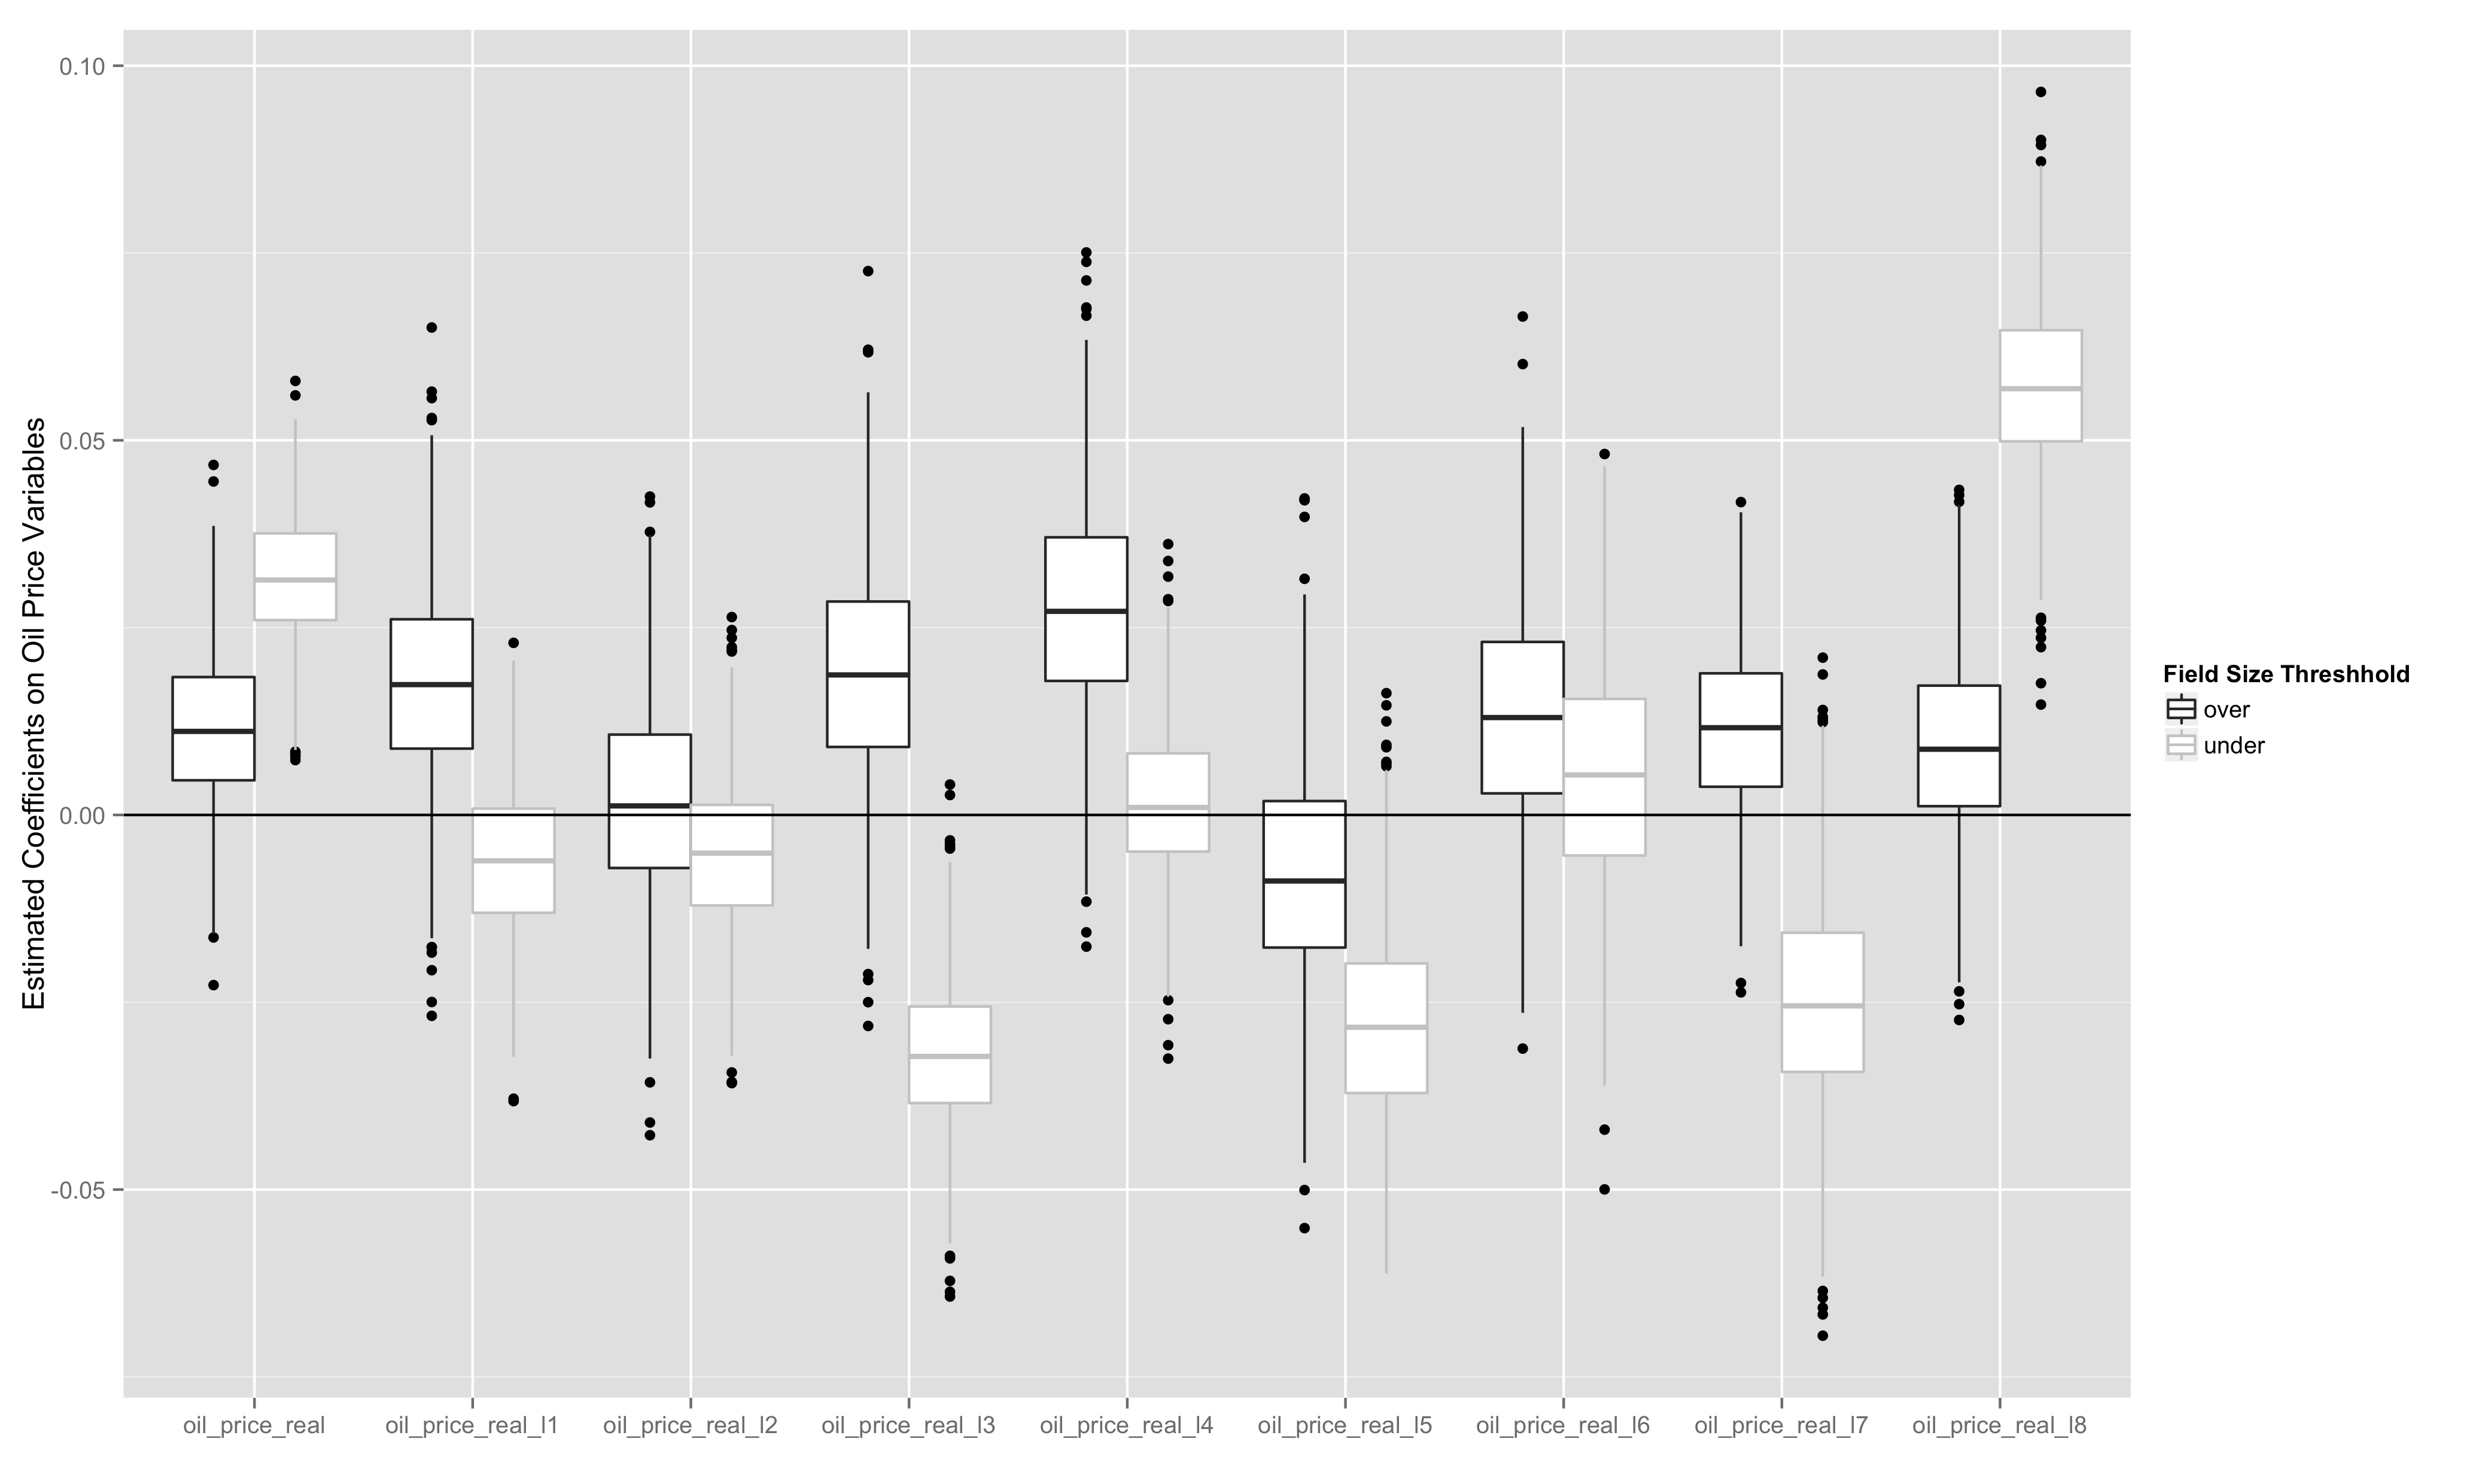 Estimated Coefficients on Oil Price Variables
0.10
0.05
0.00
-0.05
oil_price_real
oil_price_real_l1
oil_price_real_l2
oil_price_real_l3
oil_price_real_l4
oil_price_real_l5
oil_price_real_l6
oil_price_real_l7
oil_price_real_l8
Field Size Threshhold
over
under